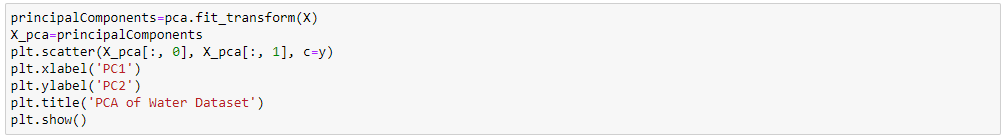 principalComponents=pca.fit_transform(X)
X_pca=principalComponents
plt.scatter(X_pca[:, 0], X_pca[:, 1], c=y)
plt.xlabel('PC1')
plt.ylabel('PC2')
plt.title('PCA of Water Dataset')
plt.show()